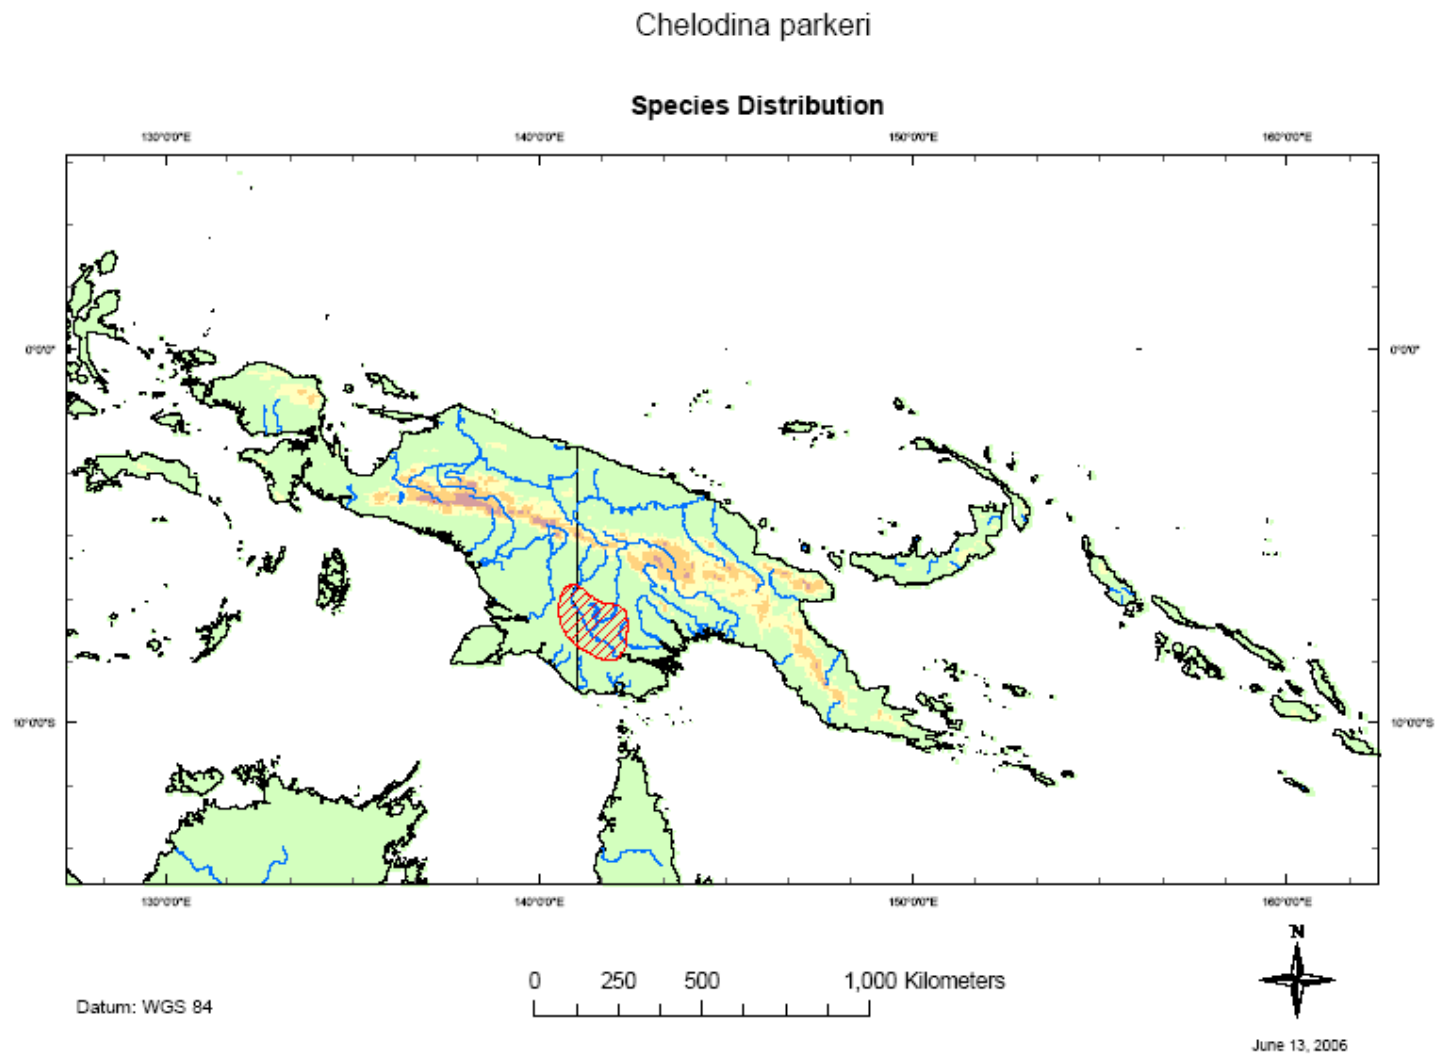 Chelodina parkeri
Species Distribution
130°0'0"E 140°0'0"E 150°0'0"E 160°0'0"E
0°0'0" 0°0'0"
10°0'0"S 10°0'0"S
130°0'0"E 140°0'0"E 150°0'0"E 160°0'0"E
N
0 250 500 1,000 Kilometers
Datum: WGS 84
June 13, 2006